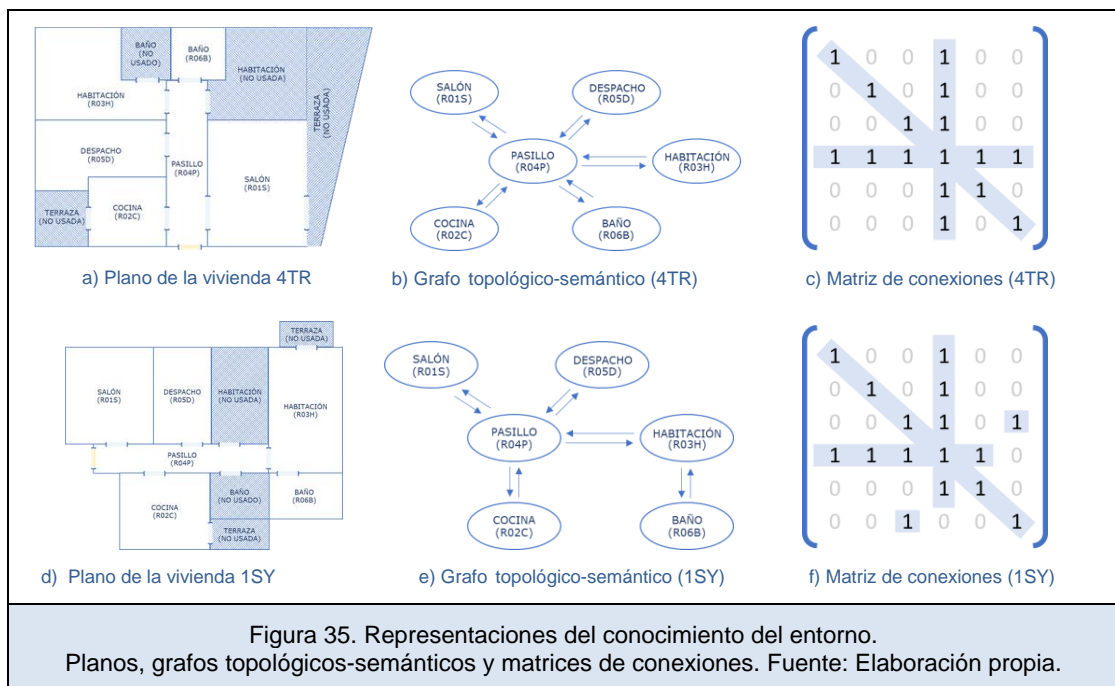 BAÑO
(NO
USADO)
BAÑO
(R06B)
HABITACIÓN
(NO USADA)
TERRAZA
(NO USADA)
HABITACIÓN
(R03H)
DESPACHO
(R05D)
PASILLO
(R04P)
SALÓN
(R01S)
TERRAZA
(NO USADA)
COCINA
(R02C)
a) Plano de la vivienda 4TR
SALÓN
(R01S)
DESPACHO
(R05D)
PASILLO
(R04P)
HABITACIÓN
(R03H)
COCINA
(R02C)
BAÑO
(R06B)
b) Grafo topológico-semántico (4TR)
1 0 0 1 0 0
0 1 0 1 0 0
0 0 1 1 0 0
1 1 1 1 1 1
0 0 0 1 1 0
0 0 0 1 0 1
c) Matriz de conexiones (4TR)
TERRAZA
(NO USADA)
SALÓN
(R01S)
DESPACHO
(R05D)
HABITACIÓN
(NO USADA)
HABITACIÓN
(R03H)
PASILLO
(R04P)
COCINA
(R02C)
BAÑO
(NO USADO)
BAÑO
(R06B)
TERRAZA
(NO USADA)
d) Plano de la vivienda 1SY
SALÓN
(R01S)
DESPACHO
(R05D)
PASILLO
(R04P)
HABITACIÓN
(R03H)
COCINA
(R02C)
BAÑO
(R06B)
e) Grafo topológico-semántico (1SY)
1 0 0 1 0 0
0 1 0 1 0 0
0 0 1 1 0 1
1 1 1 1 1 0
0 0 0 1 1 0
0 0 1 0 0 1
f) Matriz de conexiones (1SY)
Figura 35. Representaciones del conocimiento del entorno.
Planos, grafos topológicos-semánticos y matrices de conexiones. Fuente: Elaboración propia.